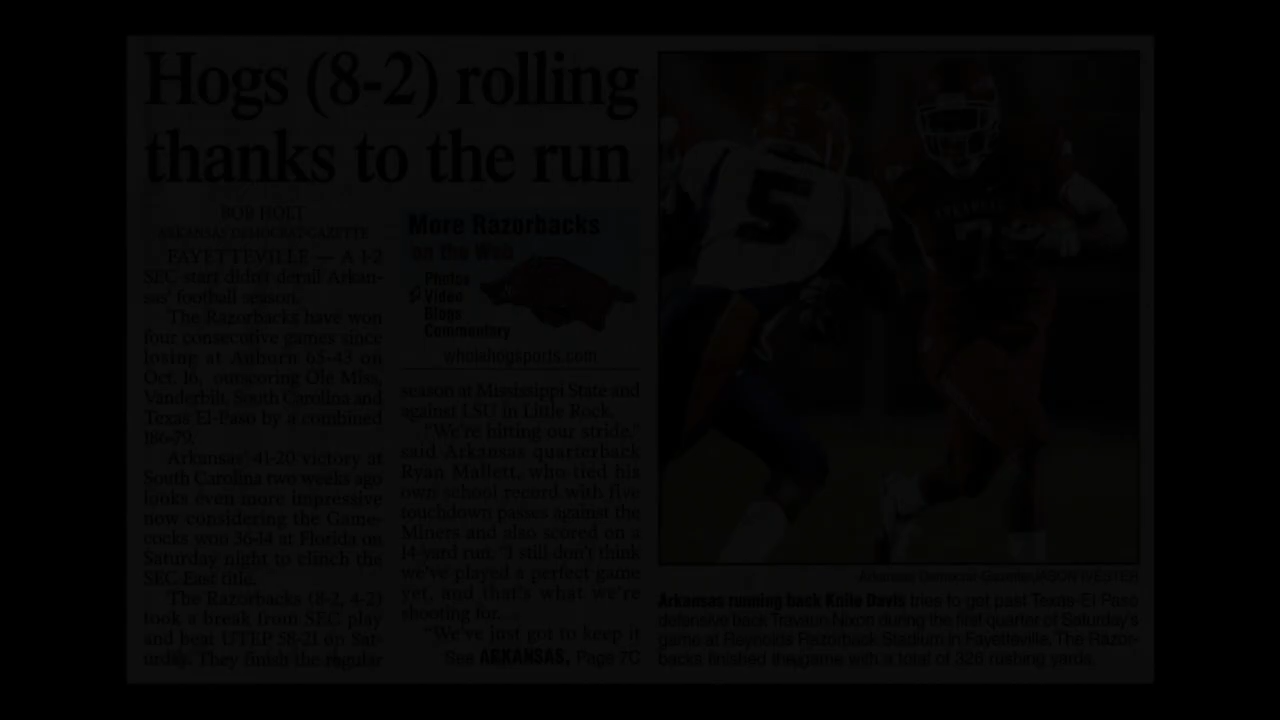 Hogs (8-2) rolling
thanks to the run
BOB HOLT
ARKANSAS DEMOCRAT-GAZETTE
FAYETTEVILLE — A 1-2
SEC start didn't derail Arkan-
sas' football season.
The Razorbacks have won
four consecutive games since
losing at Auburn 65-43 on
Oct. 16, outscoring Ole Miss,
Vanderbilt, South Carolina and
Texas El-Paso by a combined
186-79.
Arkansas' 41-20 victory at
South Carolina two weeks ago
looks even more impressive
now considering the Game-
cocks won 36-14 at Florida on
Saturday night to clinch the
SEC East title.
The Razorbacks (8-2, 4-2)
took a break from SEC play
and beat UTEP 58-21 on Sat-
urday. They finish the regular
More Razorbacks
on the Web
Photos
Video
Blogs
Commentary
wholehogsports.com
season at Mississippi State and
against LSU in Little Rock.
"We're hitting our stride,"
said Arkansas quarterback
Ryan Mallett, who tied his
own school record with five
touchdown passes against the
Miners and also scored on a
14-yard run. "I still don't think
we've played a perfect game
yet, and that's what we're
shooting for.
"We've just got to keep it
See ARKANSAS, Page 7C
5
ARKANSAS
7
Arkansas Democrat-Gazette/JASON IVESTER
Arkansas running back Knile Davis tries to get past Texas-El Paso
defensive back Travaun Nixon during the first quarter of Saturday's
game at Reynolds Razorback Stadium in Fayetteville. The Razor-
backs finished the game with a total of 326 rushing yards.